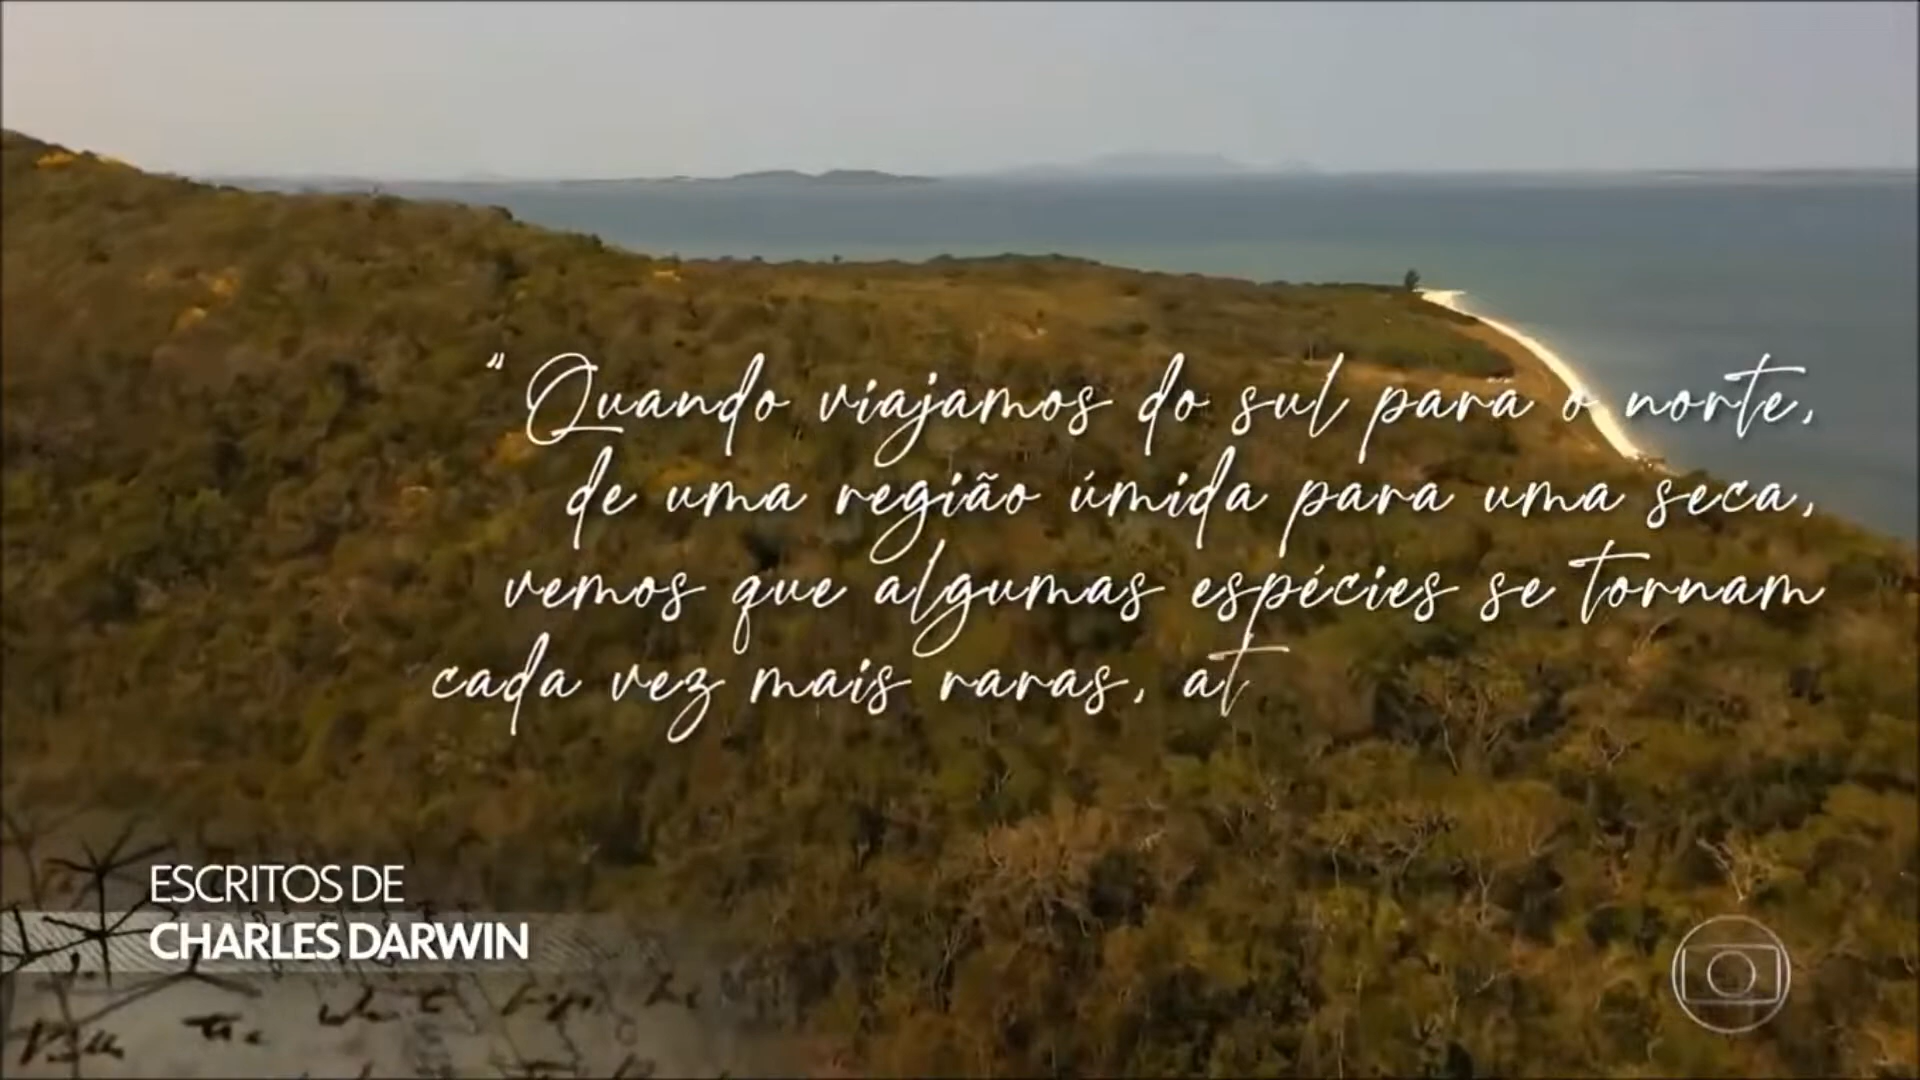 "Quando viajamos do sul para o norte,
de uma região úmida para uma seca,
vemos que algumas espécies se tornam
cada vez mais raras, at
ESCRITOS DE
CHARLES DARWIN